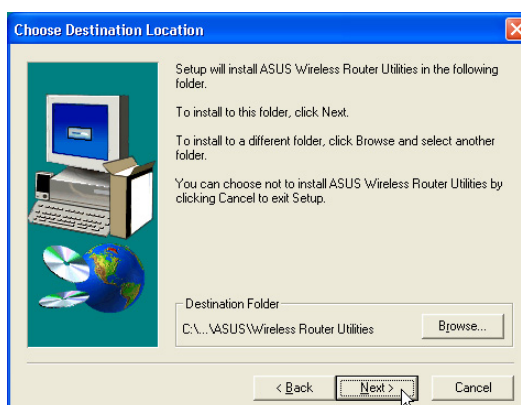 Choose Destination Location
Setup will install ASUS Wireless Router Utilities in the following
folder.
To install to this folder, click Next.
To install to a different folder, click Browse and select another
folder.
You can choose not to install ASUS Wireless Router Utilities by
clicking Cancel to exit Setup.
Destination Folder
C:\...\ASUS\Wireless Router Utilities
Browse...
< Back
Next >
Cancel